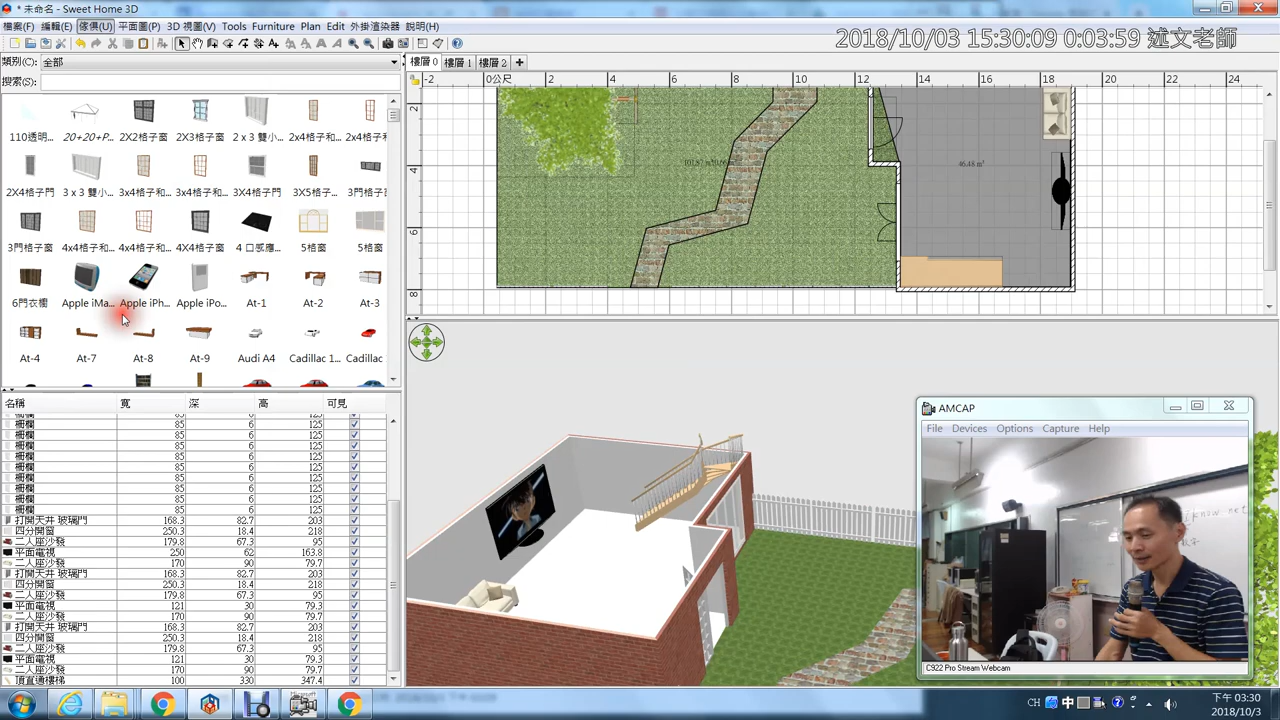 * 未命名 - Sweet Home 3D
檔案(F) 編輯(E) 傢俱(U) 平面圖(P) 3D 視圖(V) Tools Furniture Plan Edit 外掛渲染器 說明(H)
2018/10/03 15:30:09 0:03:59 述文老師
類別(C): 全部
搜索(S):
樓層 0 樓層 1 樓層 2
-2 0公尺 2 4 6 8 10 12 14 16 18 20 22 24
2
4
6
8
46.48 m²
110透明... 20+20+P... 2X2格子窗 2X3格子窗 2 x 3 雙小... 2x4格子和... 2x4格子和...
2X4格子門 3 x 3 雙小... 3x4格子和... 3x4格子和... 3X4格子門 3X5格子... 3門格子...
3門格子窗 4x4格子和... 4x4格子和... 4X4格子窗 4 口感應... 5格窗 5格窗
6門衣櫃 Apple iMa... Apple iPh... Apple iPo... At-1 At-2 At-3
At-4 At-7 At-8 At-9 Audi A4 Cadillac 1... Cadillac 1...
名稱 寬 深 高 可見
柵欄 85 6 125
柵欄 85 6 125
柵欄 85 6 125
柵欄 85 6 125
柵欄 85 6 125
柵欄 85 6 125
柵欄 85 6 125
柵欄 85 6 125
柵欄 85 6 125
打開天井 玻璃門 168.3 82.7 203
四分開窗 250.3 18.4 218
二人座沙發 179.8 67.3 95
平面電視 250 62 163.8
二人座沙發 170 90 79.7
打開天井 玻璃門 168.3 82.7 203
四分開窗 250.3 18.4 218
二人座沙發 179.8 67.3 95
平面電視 121 30 79.3
二人座沙發 170 90 79.7
打開天井 玻璃門 168.3 82.7 203
四分開窗 250.3 18.4 218
二人座沙發 179.8 67.3 95
平面電視 121 30 79.3
二人座沙發 170 90 79.7
頂直邊樓梯 100 330 347.4
AMCAP
File Devices Options Capture Help
C922 Pro Stream Webcam
CH 中
下午 03:30
2018/10/3